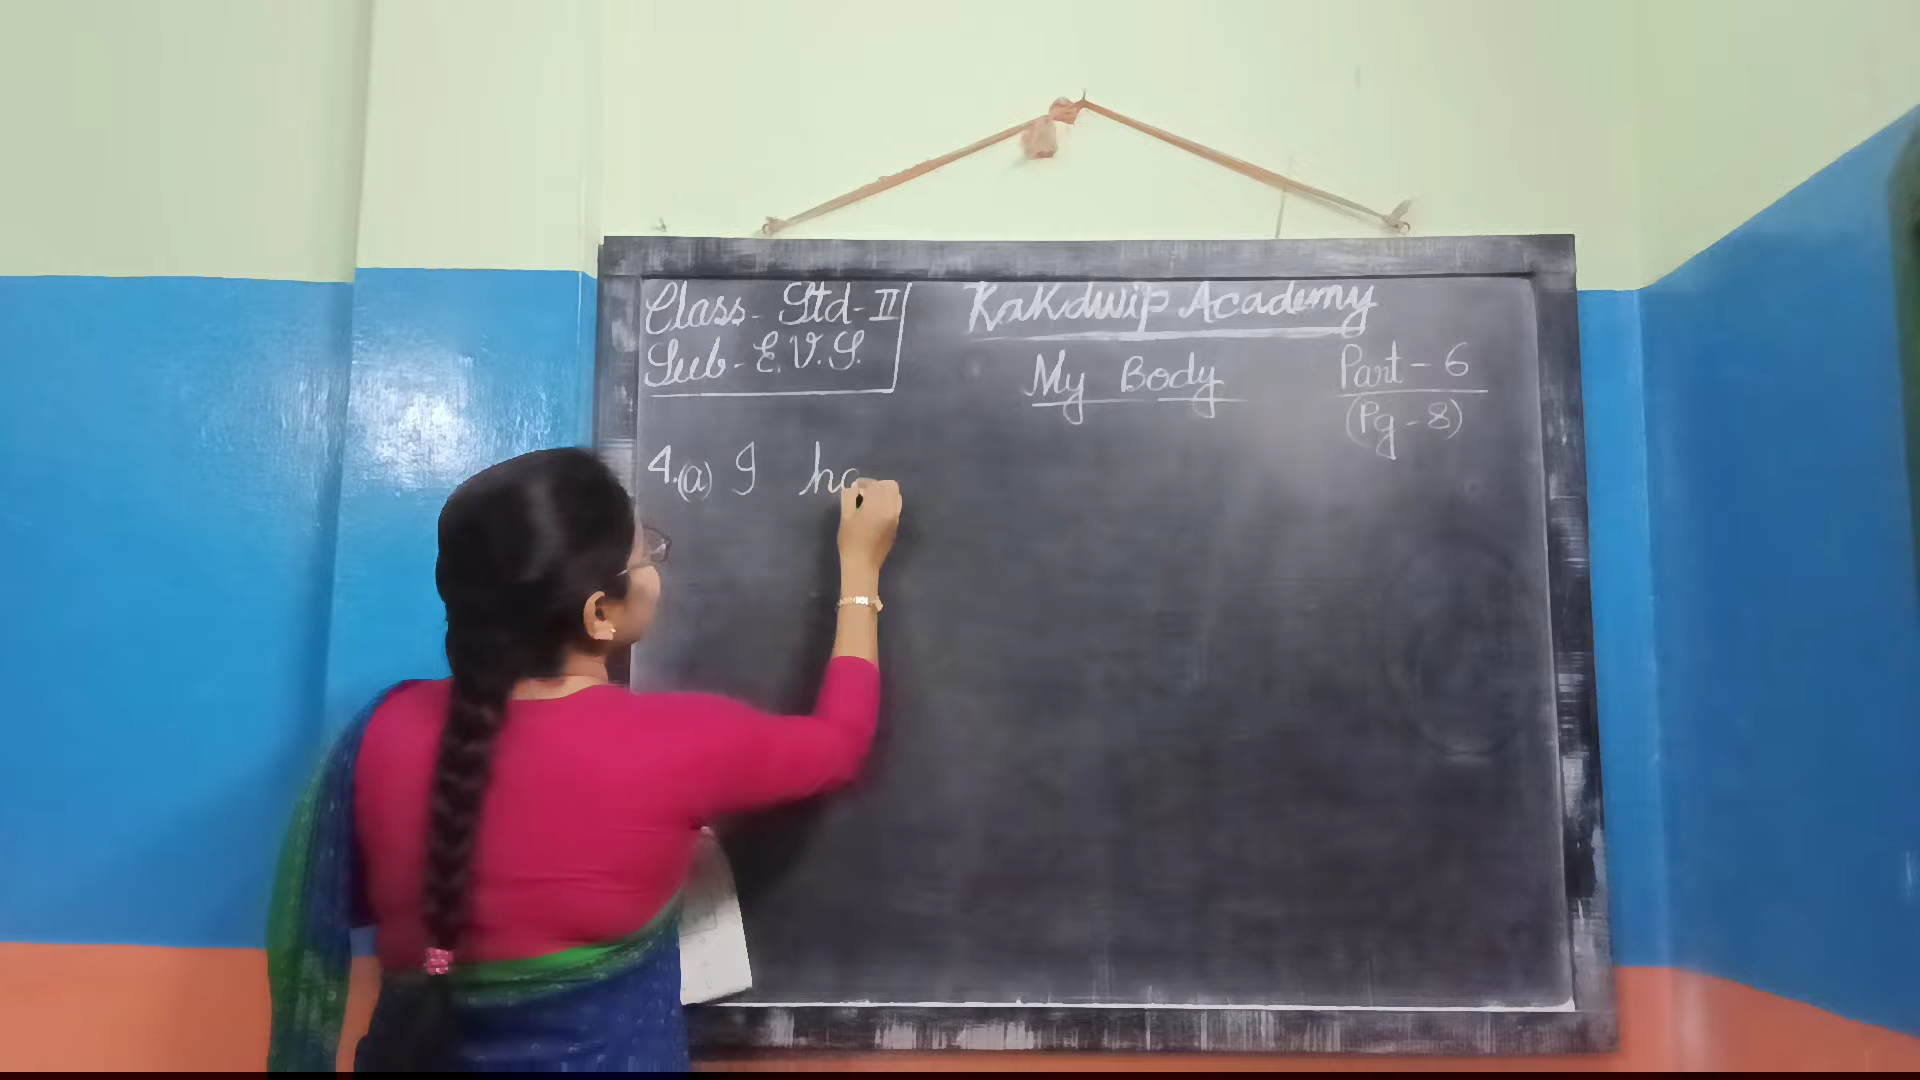 Class - Std - II
Sub - E.V.S.
KaKdwip Academy
My Body
Part - 6
(Pg - 8)
4.(a) I ha